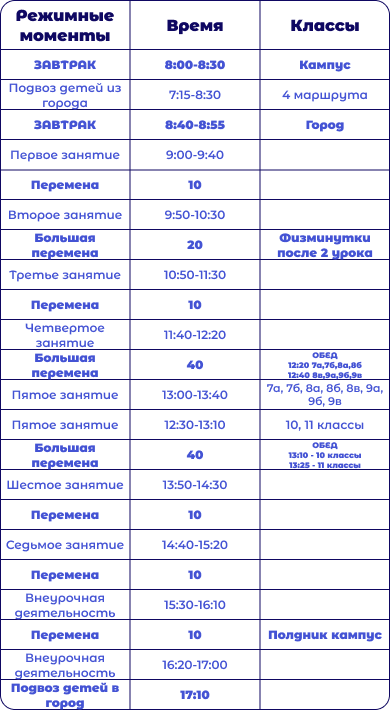 Режимные
моменты
Время
Классы
ЗАВТРАК
8:00-8:30
Кампус
Подвоз детей из
города
7:15-8:30
4 маршрута
ЗАВТРАК
8:40-8:55
Город
Первое занятие
9:00-9:40
Перемена
10
Второе занятие
9:50-10:30
Большая
перемена
20
Физминутки
после 2 урока
Третье занятие
10:50-11:30
Перемена
10
Четвертое
занятие
11:40-12:20
Большая
перемена
40
ОБЕД
12:20 7а,7б,8а,8б
12:40 8в,9а,9б,9в
Пятое занятие
13:00-13:40
7а, 7б, 8а, 8б, 8в, 9а,
9б, 9в
Пятое занятие
12:30-13:10
10, 11 классы
Большая
перемена
40
ОБЕД
13:10 - 10 классы
13:25 - 11 классы
Шестое занятие
13:50-14:30
Перемена
10
Седьмое занятие
14:40-15:20
Перемена
10
Внеурочная
деятельность
15:30-16:10
Перемена
10
Полдник кампус
Внеурочная
деятельность
16:20-17:00
Подвоз детей в
город
17:10